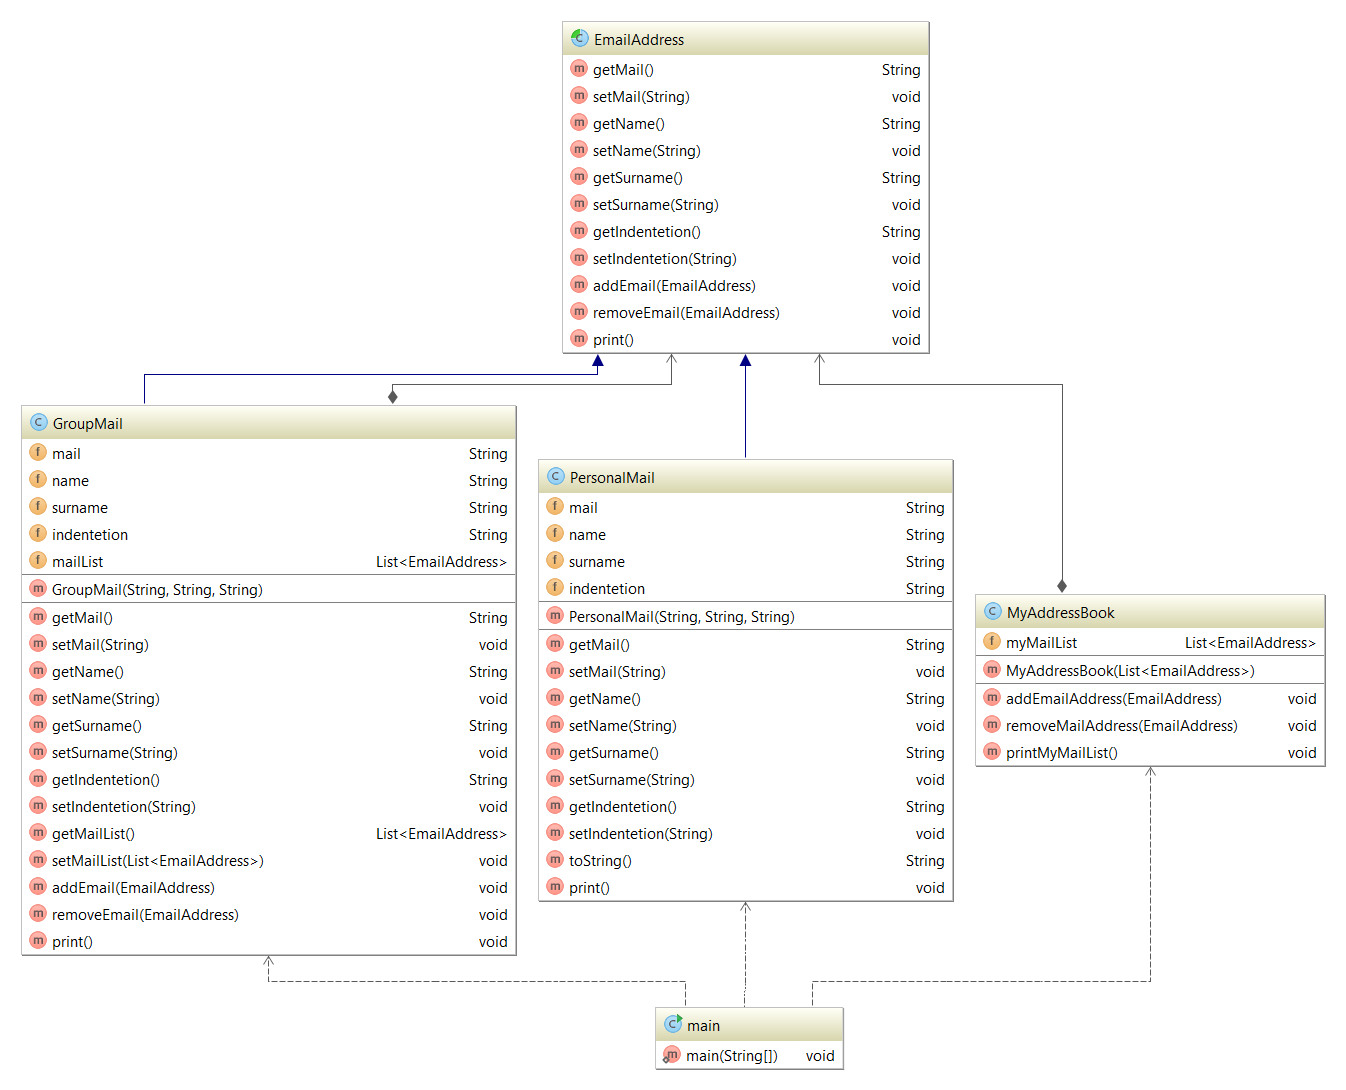 EmailAddress
getMail() String
setMail(String) void
getName() String
setName(String) void
getSurname() String
setSurname(String) void
getIndentetion() String
setIndentetion(String) void
addEmail(EmailAddress) void
removeEmail(EmailAddress) void
print() void
GroupMail
mail String
name String
surname String
indentetion String
mailList List<EmailAddress>
GroupMail(String, String, String)
getMail() String
setMail(String) void
getName() String
setName(String) void
getSurname() String
setSurname(String) void
getIndentetion() String
setIndentetion(String) void
getMailList() List<EmailAddress>
setMailList(List<EmailAddress>) void
addEmail(EmailAddress) void
removeEmail(EmailAddress) void
print() void
PersonalMail
mail String
name String
surname String
indentetion String
PersonalMail(String, String, String)
getMail() String
setMail(String) void
getName() String
setName(String) void
getSurname() String
setSurname(String) void
getIndentetion() String
setIndentetion(String) void
toString() String
print() void
MyAddressBook
myMailList List<EmailAddress>
MyAddressBook(List<EmailAddress>)
addEmailAddress(EmailAddress) void
removeMailAddress(EmailAddress) void
printMyMailList() void
main
main(String[]) void